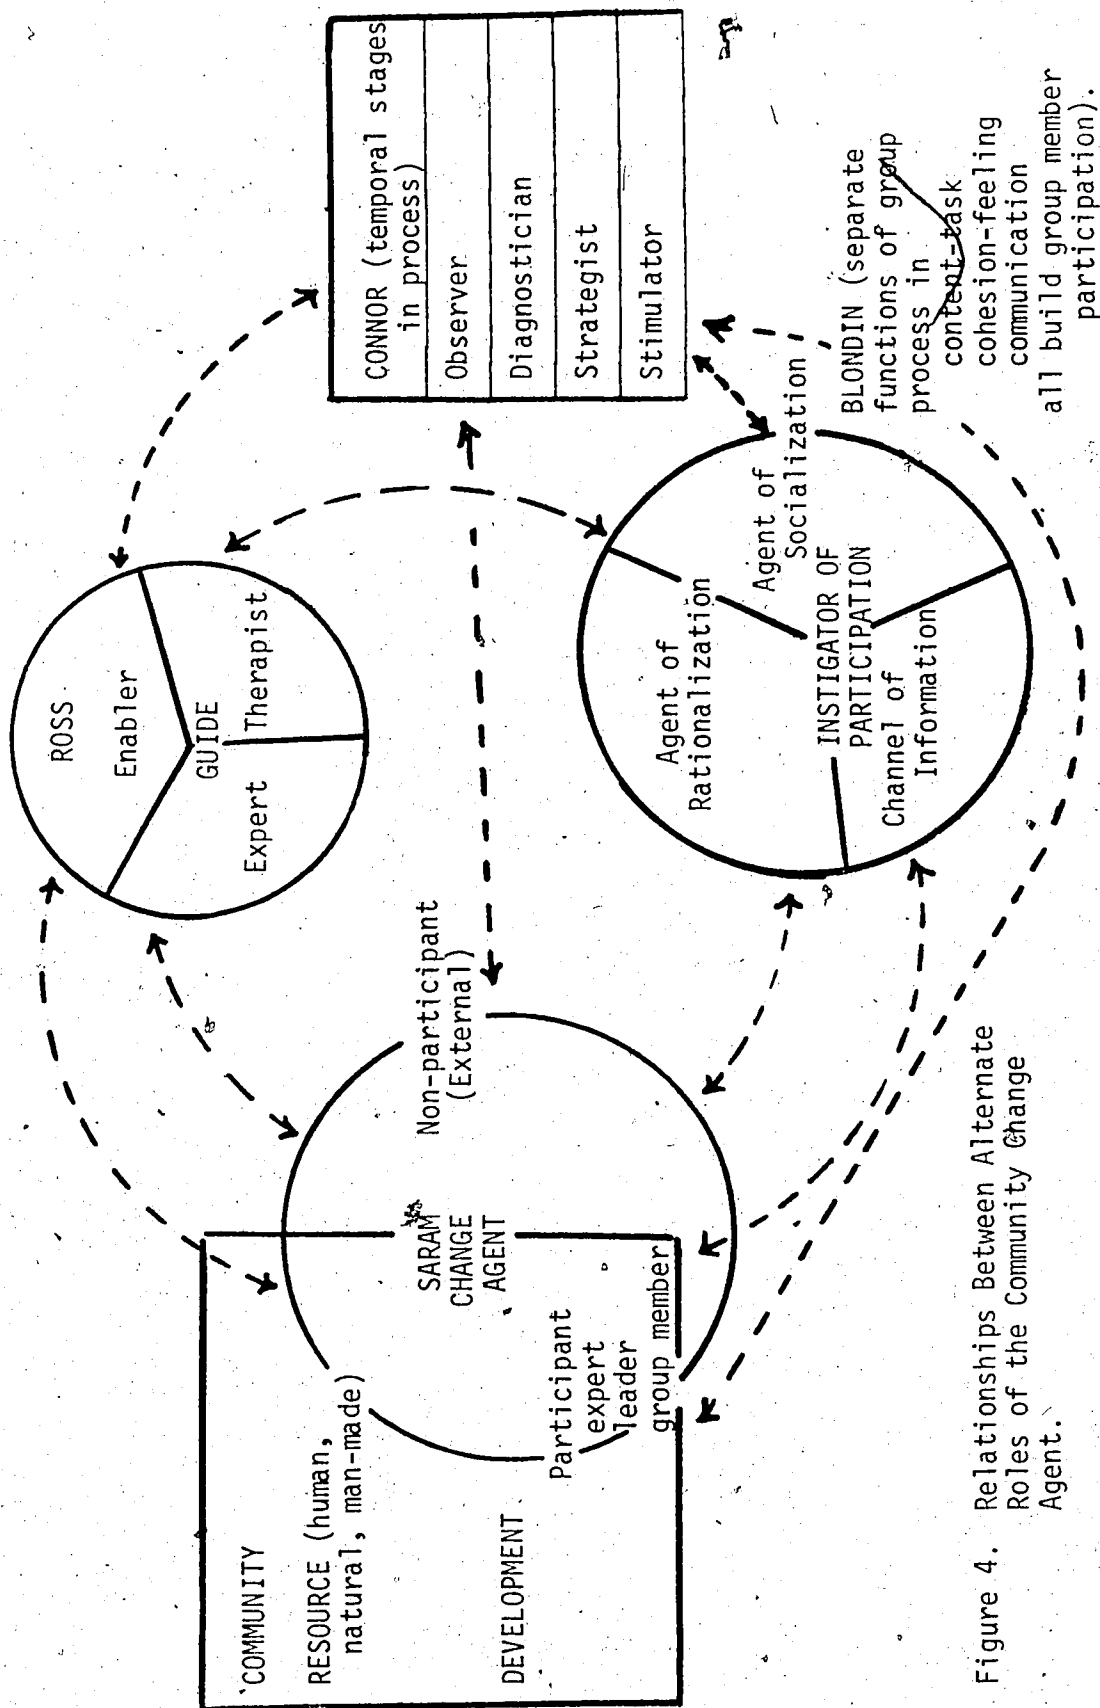 COMMUNITY
RESOURCE (human,
natural, man-made)
DEVELOPMENT
SARAM
CHANGE
AGENT
Participant
expert
leader
group member
Non-participant
(External)
ROSS
Enabler
GUIDE
Expert
Therapist
CONNOR (temporal stages
in process)
Observer
Diagnostician
Strategist
Stimulator
Agent of
Rationalization
Agent of
Socialization
INSTIGATOR OF
PARTICIPATION
Channel of
Information
BLONDIN (separate
functions of group
process in
content-task
cohesion-feeling
communication
all build group member
participation).
Figure 4. Relationships Between Alternate
Roles of the Community Change
Agent.